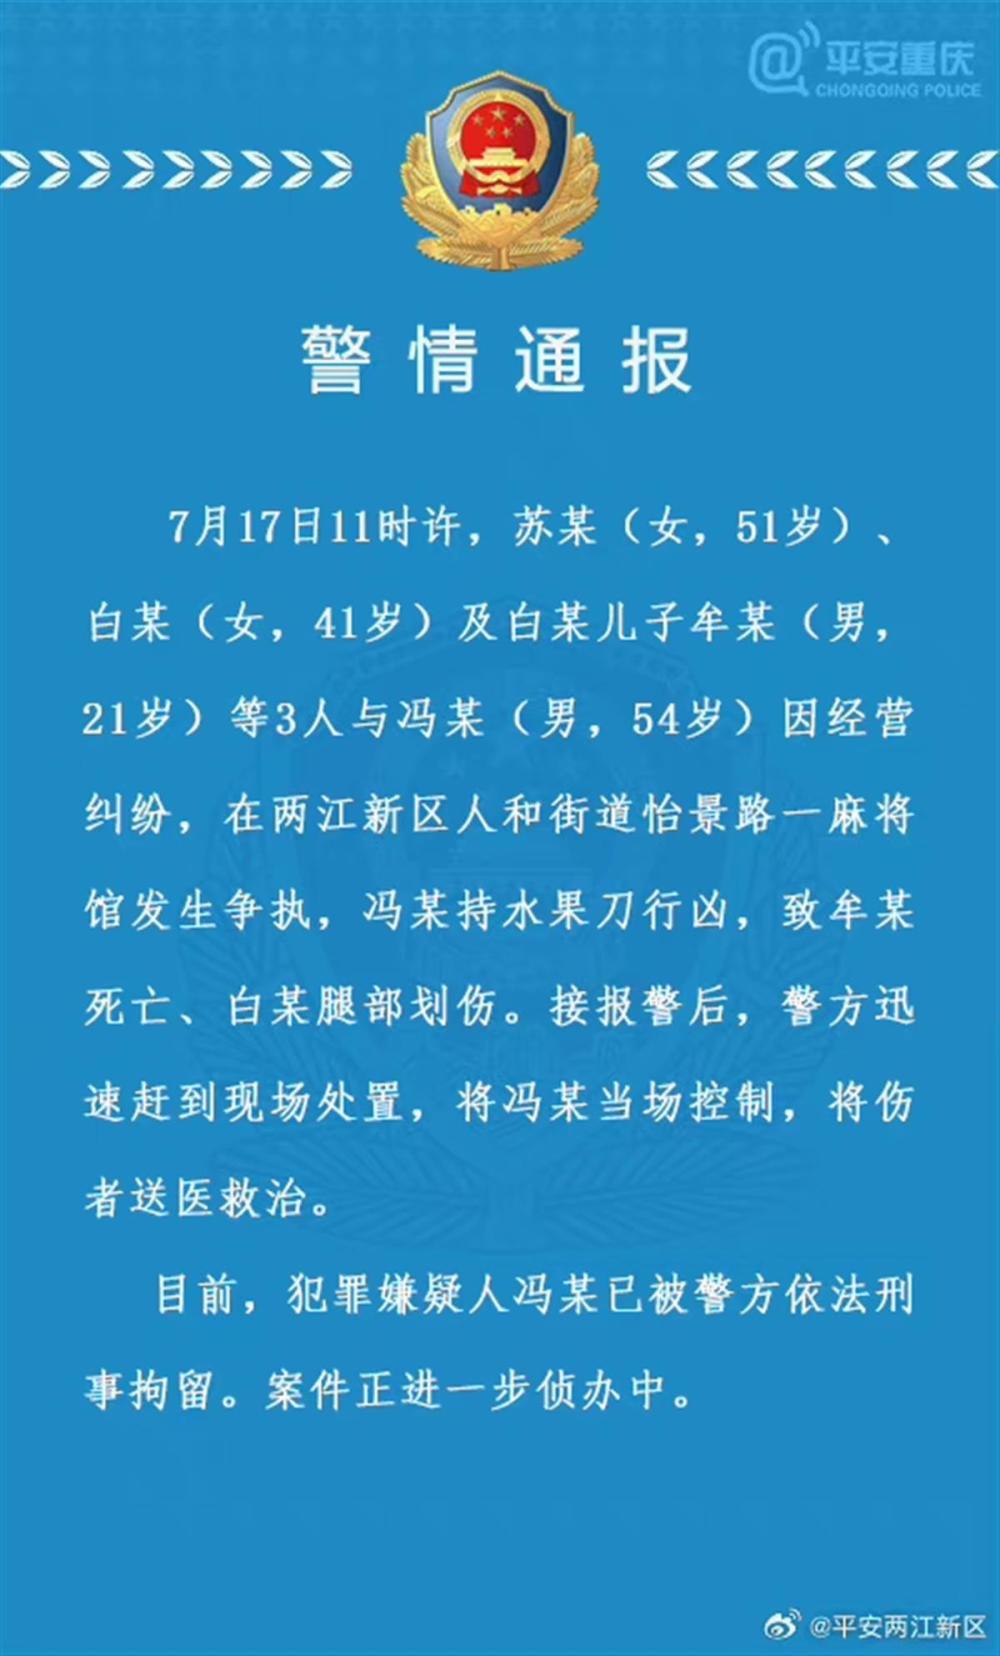 @平安重庆
CHONGQING POLICE
警情通报
7月17日11时许，苏某（女，51岁）、
白某（女，41岁）及白某儿子牟某（男，
21岁）等3人与冯某（男，54岁）因经营
纠纷，在两江新区人和街道怡景路一麻将
馆发生争执，冯某持水果刀行凶，致牟某
死亡、白某腿部划伤。接报警后，警方迅
速赶到现场处置，将冯某当场控制，将伤
者送医救治。
目前，犯罪嫌疑人冯某已被警方依法刑
事拘留。案件正进一步侦办中。
@平安两江新区